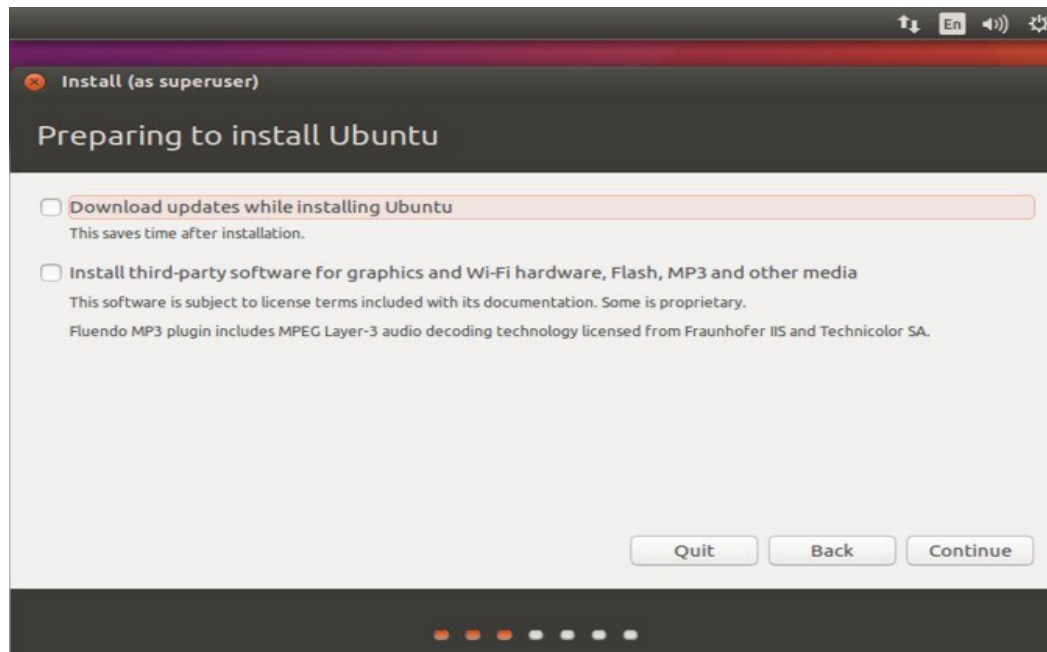 En
Install (as superuser)
Preparing to install Ubuntu
Download updates while installing Ubuntu
This saves time after installation.
Install third-party software for graphics and Wi-Fi hardware, Flash, MP3 and other media
This software is subject to license terms included with its documentation. Some is proprietary.
Fluendo MP3 plugin includes MPEG Layer-3 audio decoding technology licensed from Fraunhofer IIS and Technicolor SA.
Quit Back Continue